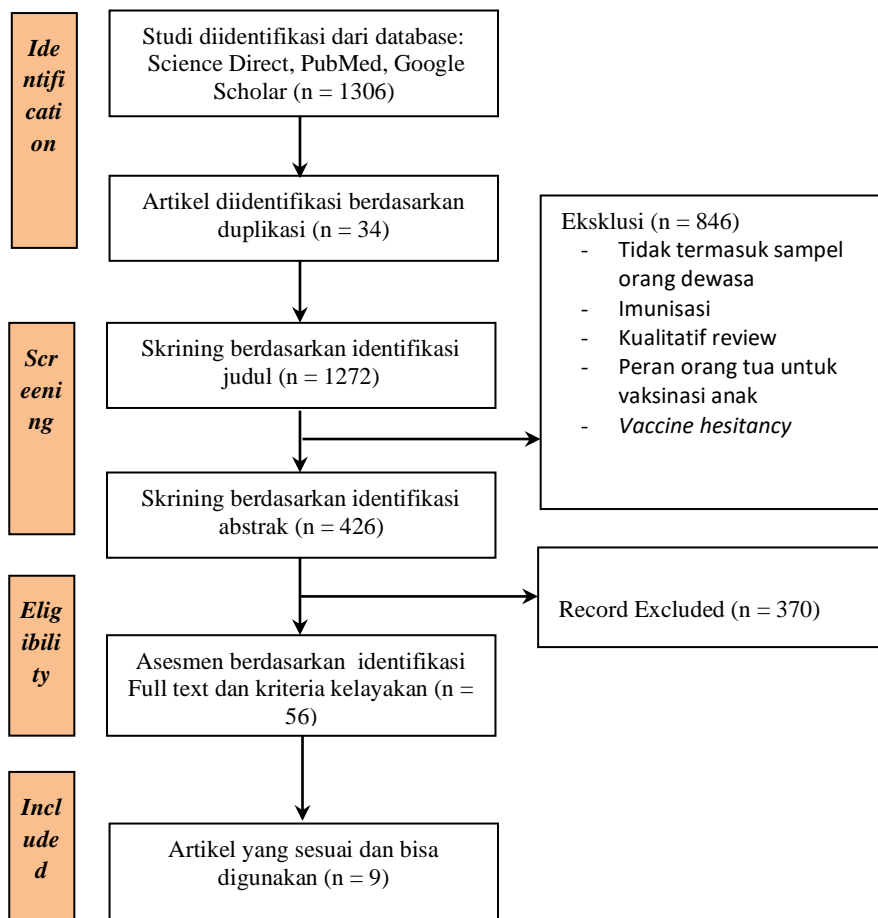 Ide
ntifi
cati
on
Studi diidentifikasi dari database:
Science Direct, PubMed, Google
Scholar (n = 1306)
Artikel diidentifikasi berdasarkan
duplikasi (n = 34)
Eksklusi (n = 846)
- Tidak termasuk sampel
orang dewasa
- Imunisasi
- Kualitatif review
- Peran orang tua untuk
vaksinasi anak
- Vaccine hesitancy
Scr
eeni
ng
Skrining berdasarkan identifikasi
judul (n = 1272)
Skrining berdasarkan identifikasi
abstrak (n = 426)
Record Excluded (n = 370)
Elig
ibili
ty
Asesmen berdasarkan identifikasi
Full text dan kriteria kelayakan (n =
56)
Incl
ude
d
Artikel yang sesuai dan bisa
digunakan (n = 9)